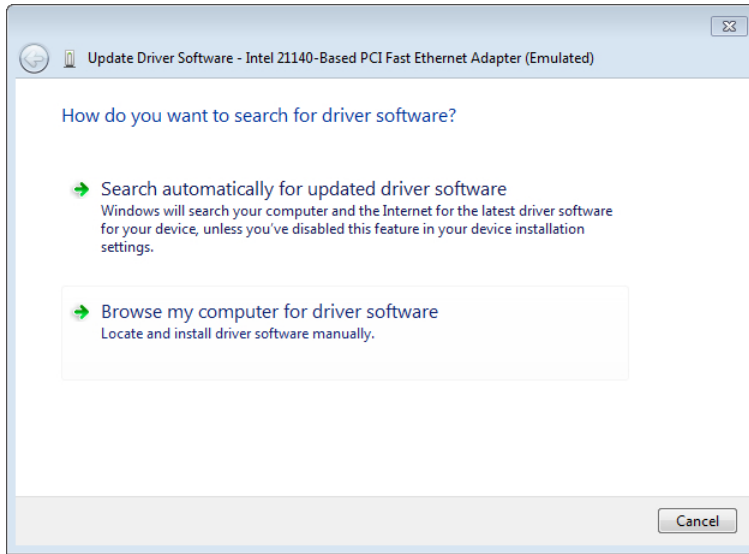 Update Driver Software - Intel 21140-Based PCI Fast Ethernet Adapter (Emulated)
How do you want to search for driver software?
Search automatically for updated driver software
Windows will search your computer and the Internet for the latest driver software
for your device, unless you've disabled this feature in your device installation
settings.
Browse my computer for driver software
Locate and install driver software manually.
Cancel